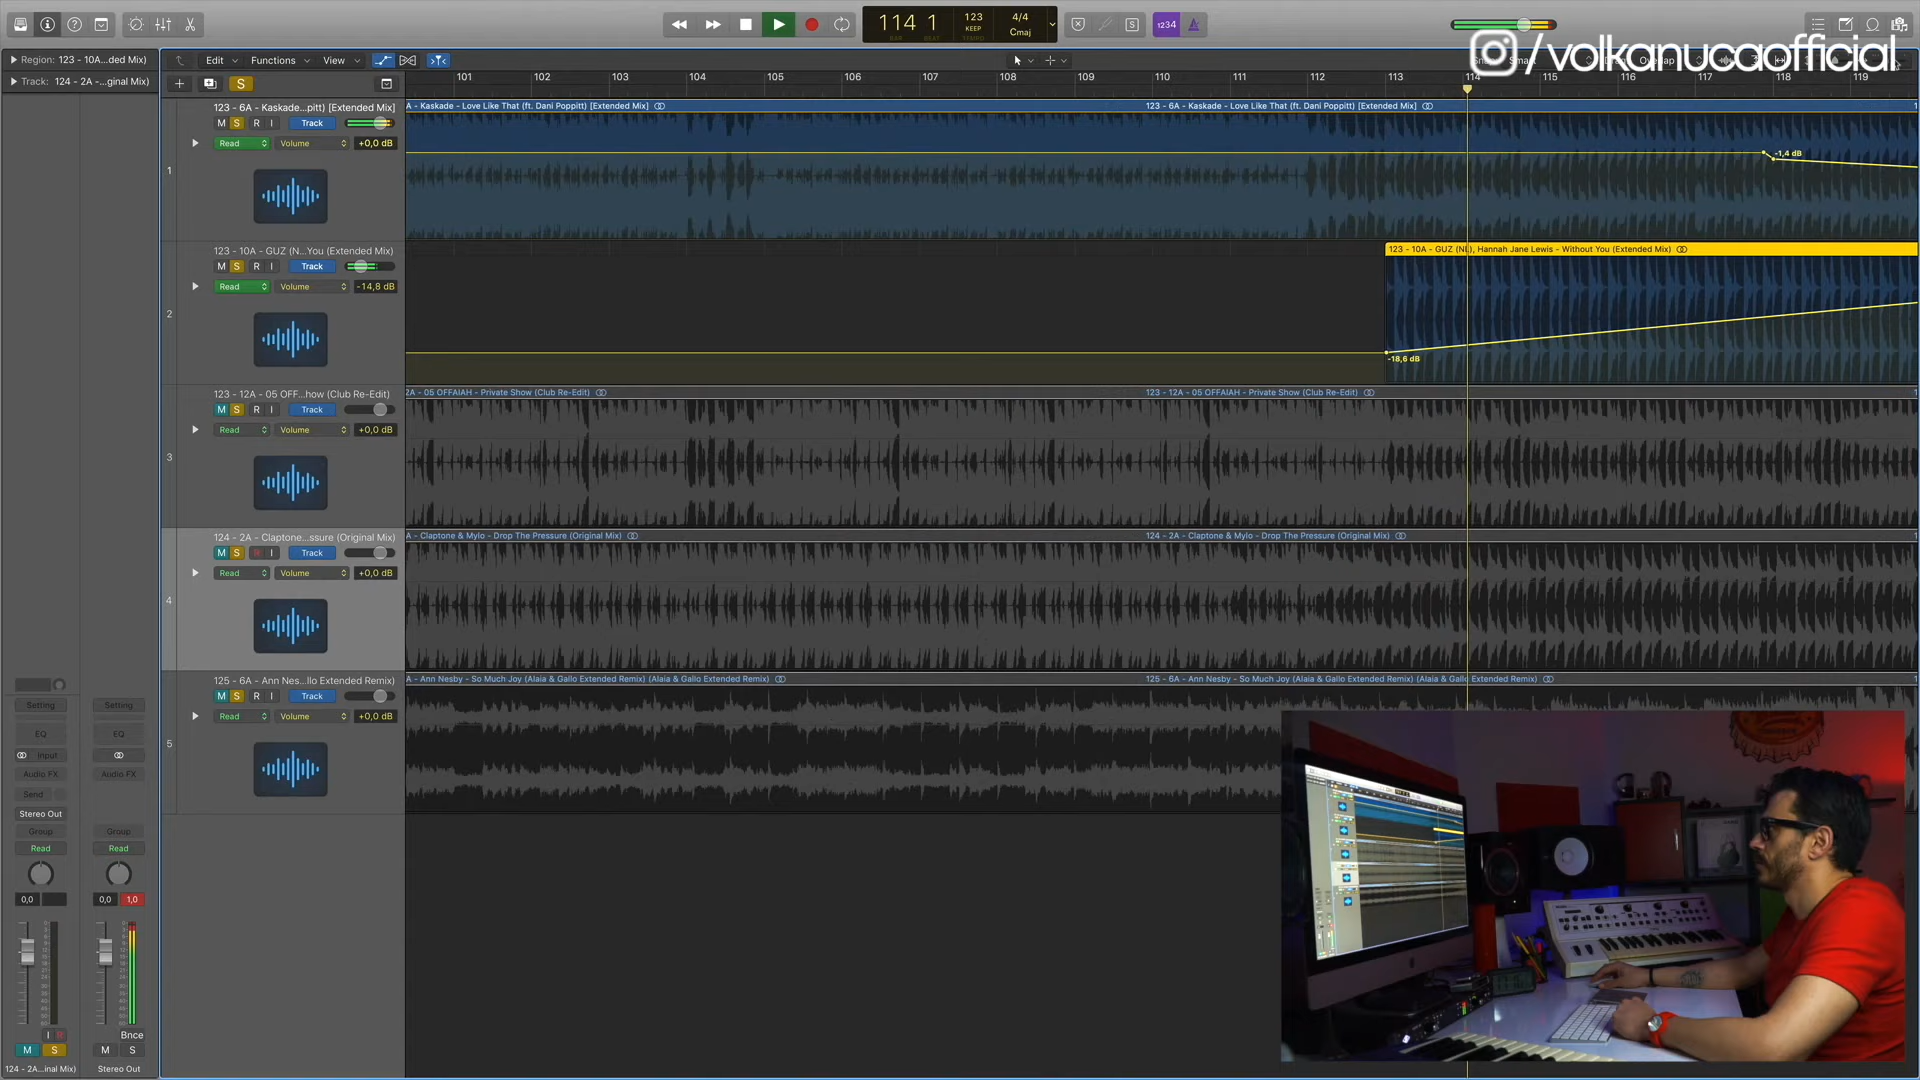 114 1
BAR
BEAT
123
KEEP
TEMPO
4/4
Cmaj
1234
/volkanucaofficial
Region: 123 - 10A...ded Mix)
Track: 124 - 2A -...ginal Mix)
Edit
Functions
View
S
101 102 103 104 105 106 107 108 109 110 111 112 113 114 115 116 117 118 119
1
123 - 6A - Kaskade...pitt) [Extended Mix]
M S R I Track
Read Volume +0,0 dB
A - Kaskade - Love Like That (ft. Dani Poppitt) [Extended Mix]
123 - 6A - Kaskade - Love Like That (ft. Dani Poppitt) [Extended Mix]
-1,4 dB
2
123 - 10A - GUZ (N...You (Extended Mix)
M S R I Track
Read Volume -14,8 dB
123 - 10A - GUZ (NL), Hannah Jane Lewis - Without You (Extended Mix)
-18,6 dB
3
123 - 12A - 05 OFF...how (Club Re-Edit)
M S R I Track
Read Volume +0,0 dB
2A - 05 OFFAIAH - Private Show (Club Re-Edit)
123 - 12A - 05 OFFAIAH - Private Show (Club Re-Edit)
4
124 - 2A - Claptone...ssure (Original Mix)
M S R I Track
Read Volume +0,0 dB
A - Claptone & Mylo - Drop The Pressure (Original Mix)
124 - 2A - Claptone & Mylo - Drop The Pressure (Original Mix)
5
125 - 6A - Ann Nes...llo Extended Remix)
M S R I Track
Read Volume +0,0 dB
A - Ann Nesby - So Much Joy (Alaia & Gallo Extended Remix) (Alaia & Gallo Extended Remix)
125 - 6A - Ann Nesby - So Much Joy (Alaia & Gallo Extended Remix) (Alaia & Gallo Extended Remix)
Setting Setting
EQ EQ
Input
Audio FX Audio FX
Send
Stereo Out
Group Group
Read Read
0,0 0,0 1,0
I R Bnce
M S M S
124 - 2A...inal Mix) Stereo Out